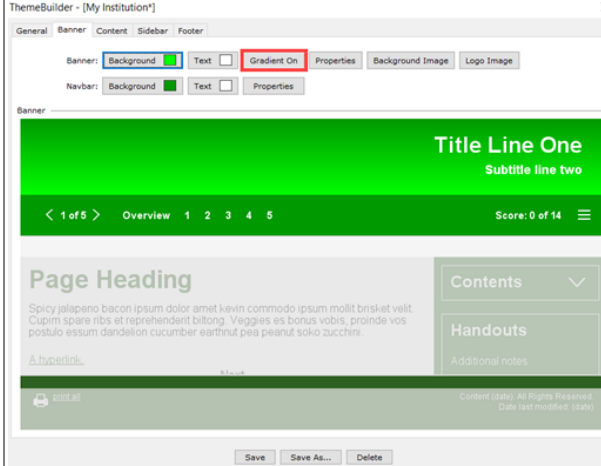 ThemeBuilder - [My Institution*]
General Banner Content Sidebar Footer
Banner: Background Text Gradient On Properties Background Image Logo Image
Navbar: Background Text Properties
Banner
Title Line One
Subtitle line two
< 1 of 5 > Overview 1 2 3 4 5 Score: 0 of 14
Page Heading
Spicy jalapeno bacon ipsum dolor amet kevin commodo ipsum mollit brisket velit.
Cupim spare ribs et reprehenderit biltong. Veggies es bonus vobis, proinde vos
postulo essum dandelion cucumber earthnut pea peanut soko zucchini.
A hyperlink.
Next
Contents
Handouts
Additional notes
print all
Content (date). All Rights Reserved.
Date last modified: (date)
Save Save As... Delete